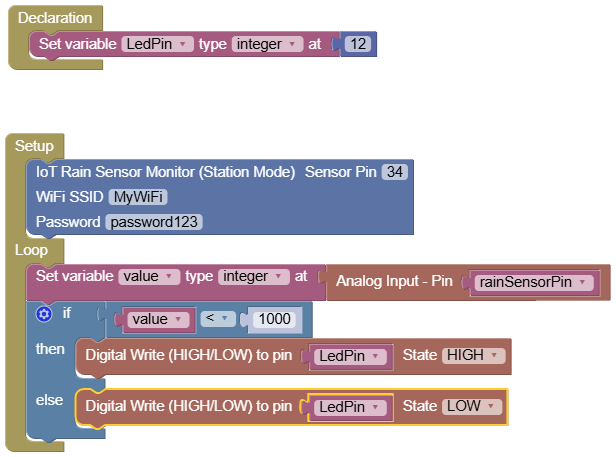 Declaration
Set variable LedPin type integer at 12
Setup
IoT Rain Sensor Monitor (Station Mode) Sensor Pin 34
WiFi SSID MyWiFi
Password password123
Loop
Set variable value type integer at Analog Input - Pin rainSensorPin
if value < 1000
then Digital Write (HIGH/LOW) to pin LedPin State HIGH
else Digital Write (HIGH/LOW) to pin LedPin State LOW